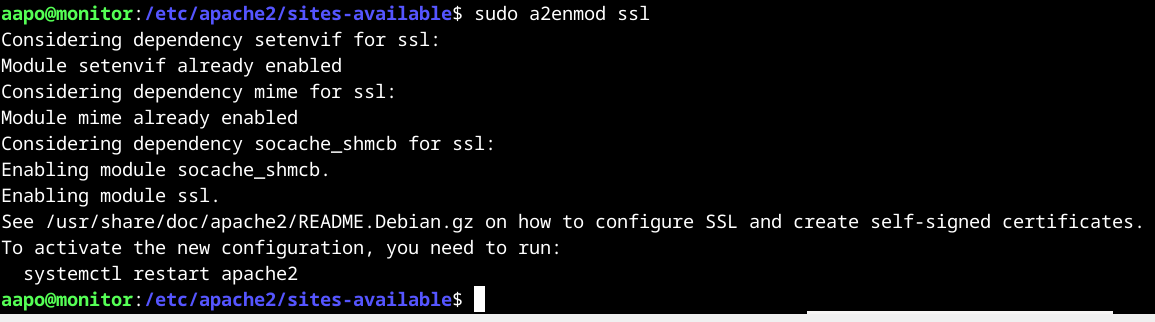 aapo@monitor:/etc/apache2/sites-available$ sudo a2enmod ssl
Considering dependency setenvif for ssl:
Module setenvif already enabled
Considering dependency mime for ssl:
Module mime already enabled
Considering dependency socache_shmcb for ssl:
Enabling module socache_shmcb.
Enabling module ssl.
See /usr/share/doc/apache2/README.Debian.gz on how to configure SSL and create self-signed certificates.
To activate the new configuration, you need to run:
  systemctl restart apache2
aapo@monitor:/etc/apache2/sites-available$